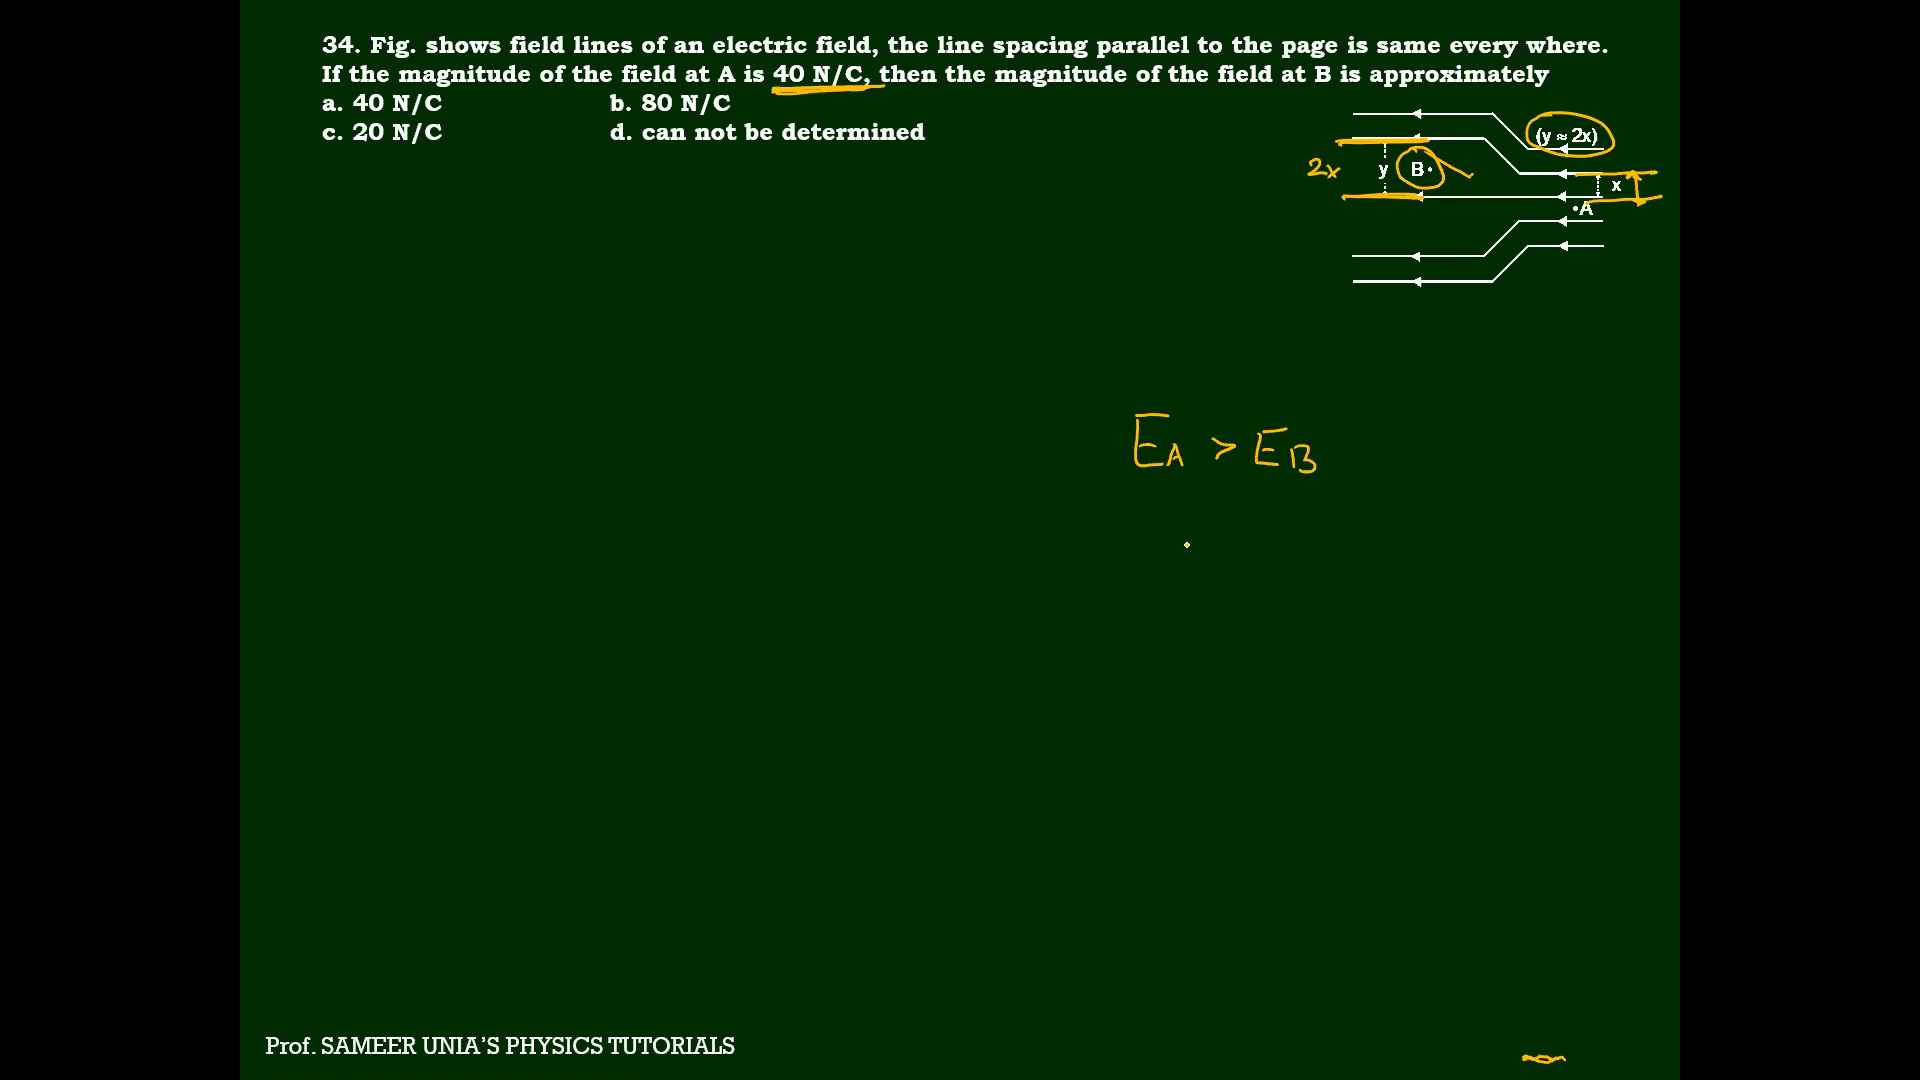 34. Fig. shows field lines of an electric field, the line spacing parallel to the page is same every where.
If the magnitude of the field at A is 40 N/C, then the magnitude of the field at B is approximately
a. 40 N/C b. 80 N/C
c. 20 N/C d. can not be determined
(y ≈ 2x)
2x y B x
A
EA > EB
Prof. SAMEER UNIA’S PHYSICS TUTORIALS